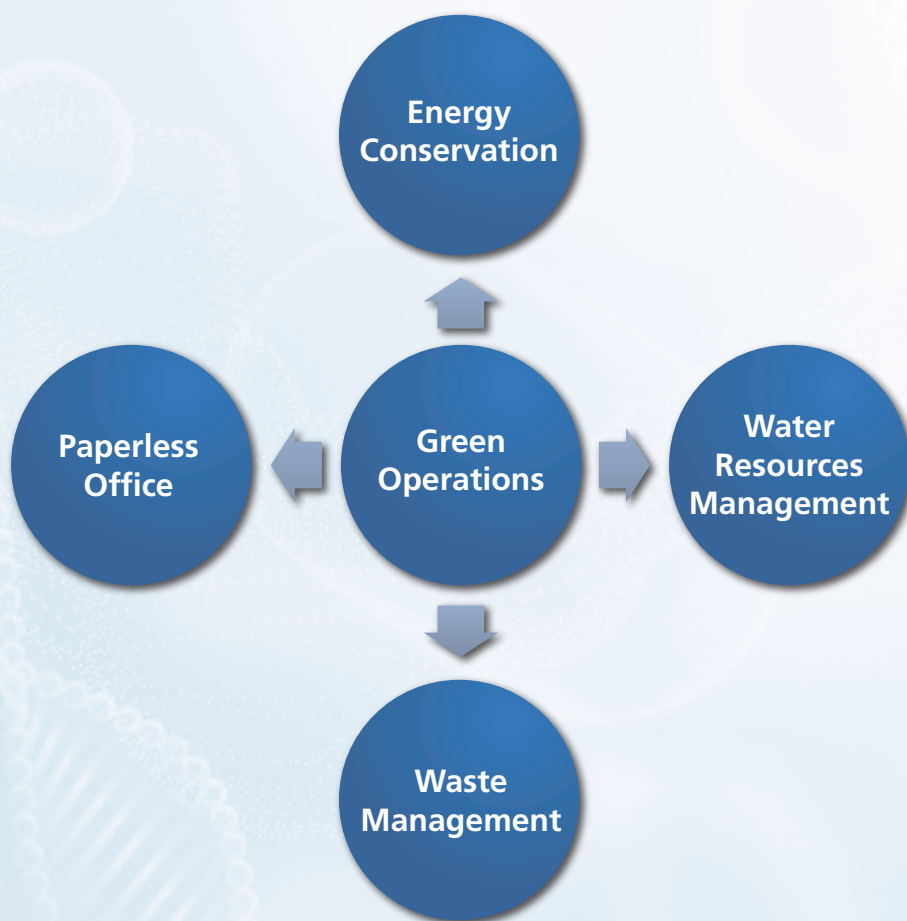 Energy
Conservation
Paperless
Office
Green
Operations
Water
Resources
Management
Waste
Management